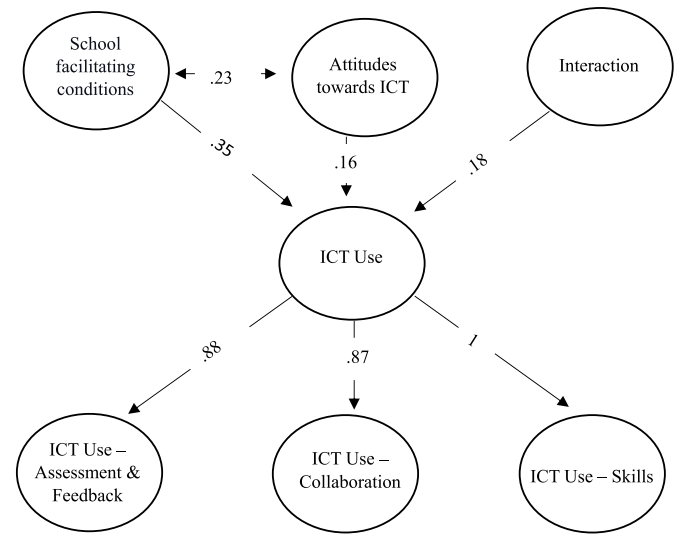 School
facilitating
conditions
Attitudes
towards ICT
Interaction
.23
.35
.16
.18
ICT Use
.88
.87
1
ICT Use –
Assessment &
Feedback
ICT Use –
Collaboration
ICT Use – Skills